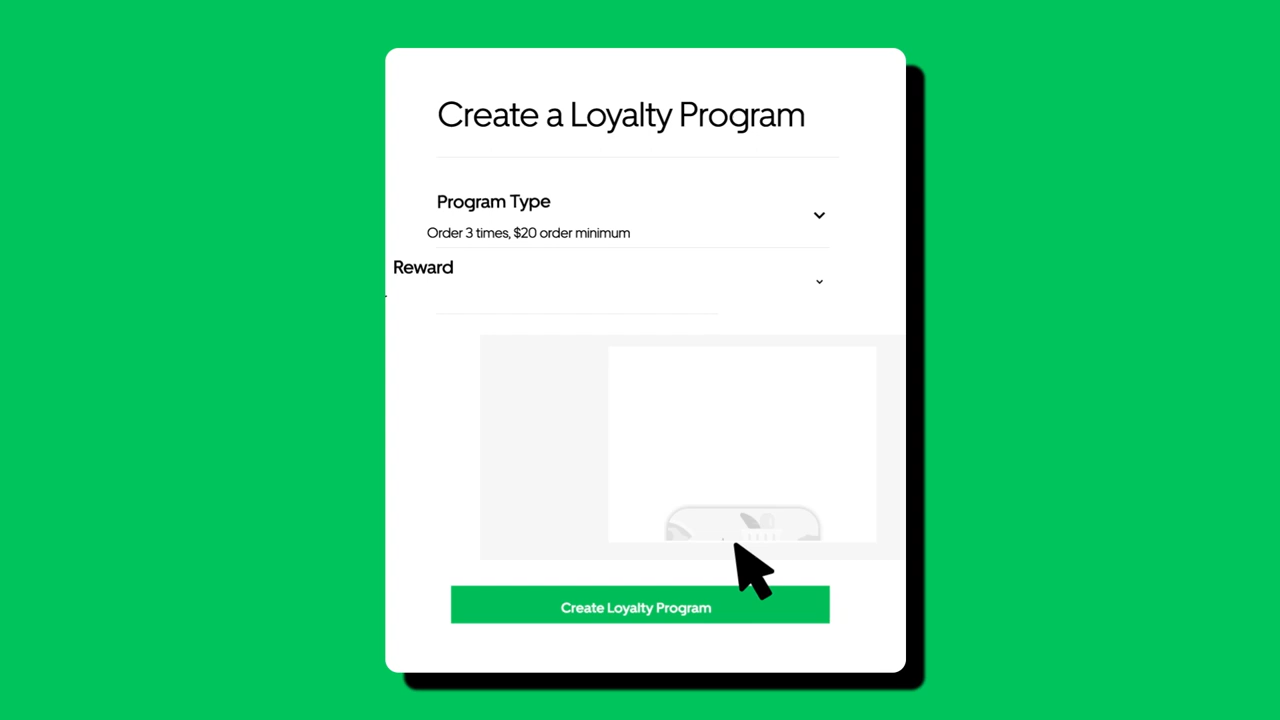 Create a Loyalty Program
Program Type
Order 3 times, $20 order minimum
Reward
Create Loyalty Program